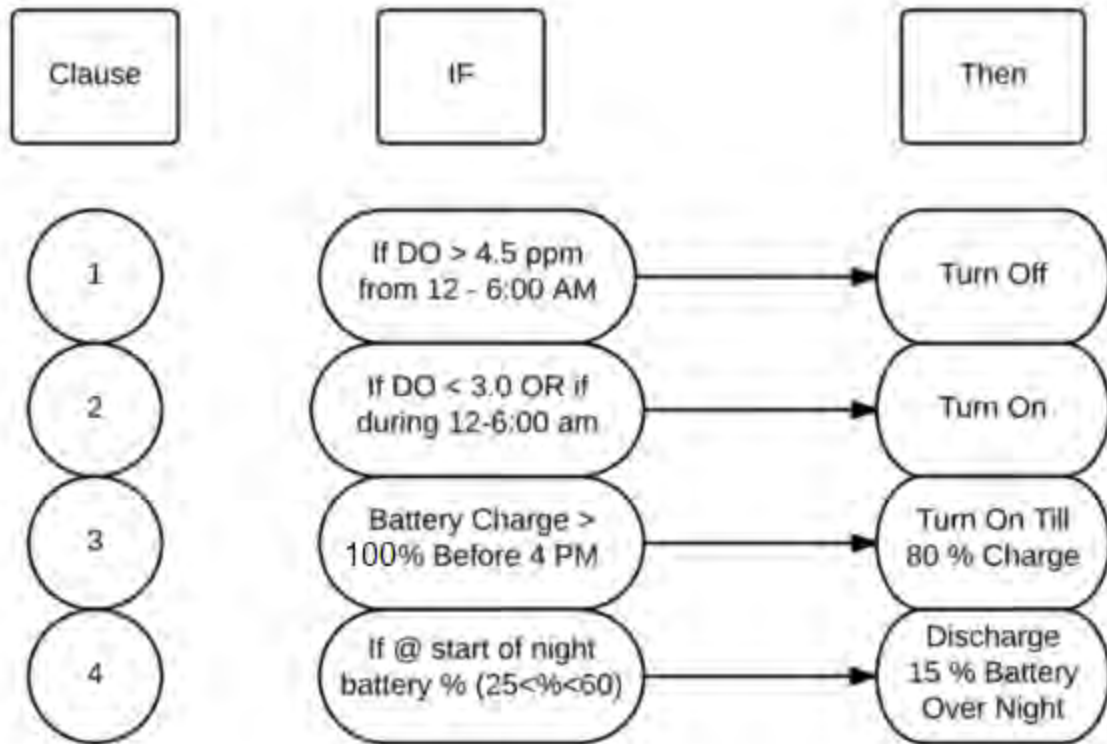 Clause
IF
Then
1
If DO > 4.5 ppm
from 12 - 6:00 AM
Turn Off
2
If DO < 3.0 OR if
during 12-6:00 am
Turn On
3
Battery Charge >
100% Before 4 PM
Turn On Till
80 % Charge
4
If @ start of night
battery % (25<%<60)
Discharge
15 % Battery
Over Night